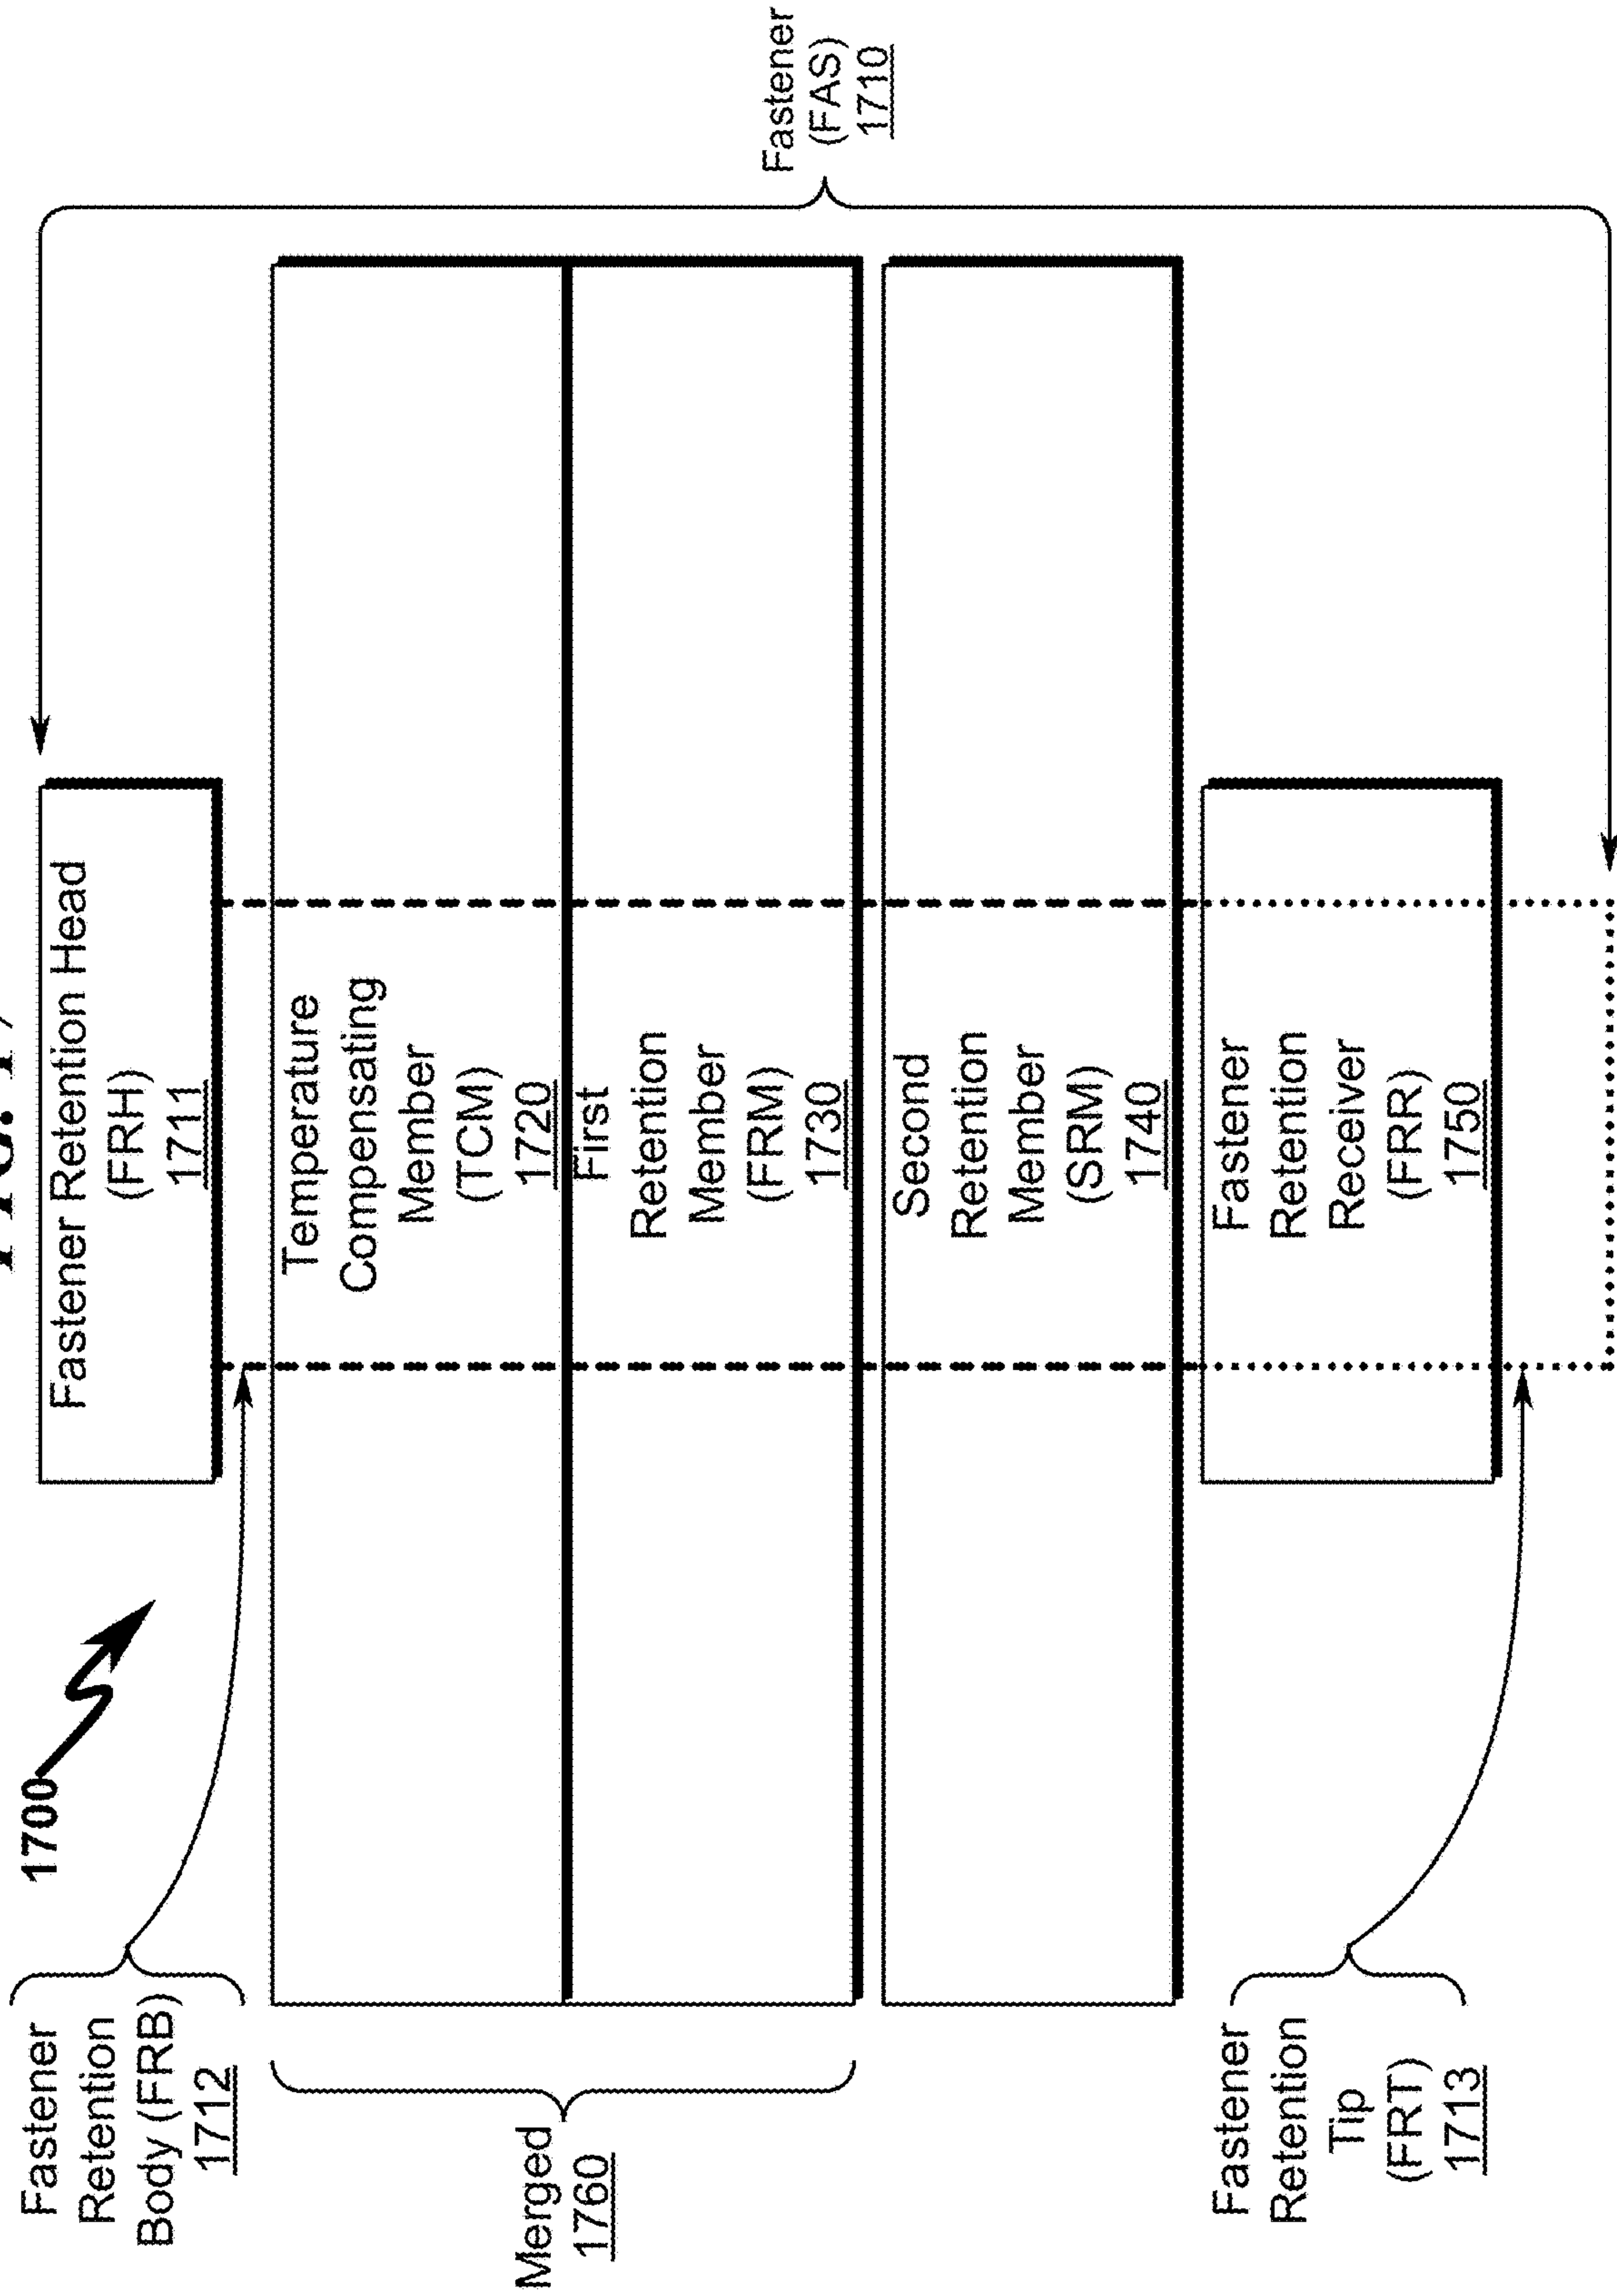 1700
Fastener
Retention
Body (FRB)
1712
Fastener Retention Head
(FRH)
1711
Temperature
Compensating
Member
(TCM)
1720
First
Retention
Member
(FRM)
1730
Merged
1760
Second
Retention
Member
(SRM)
1740
Fastener
Retention
Receiver
(FRR)
1750
Fastener
Retention
Tip
(FRT)
1713
Fastener
(FAS)
1710